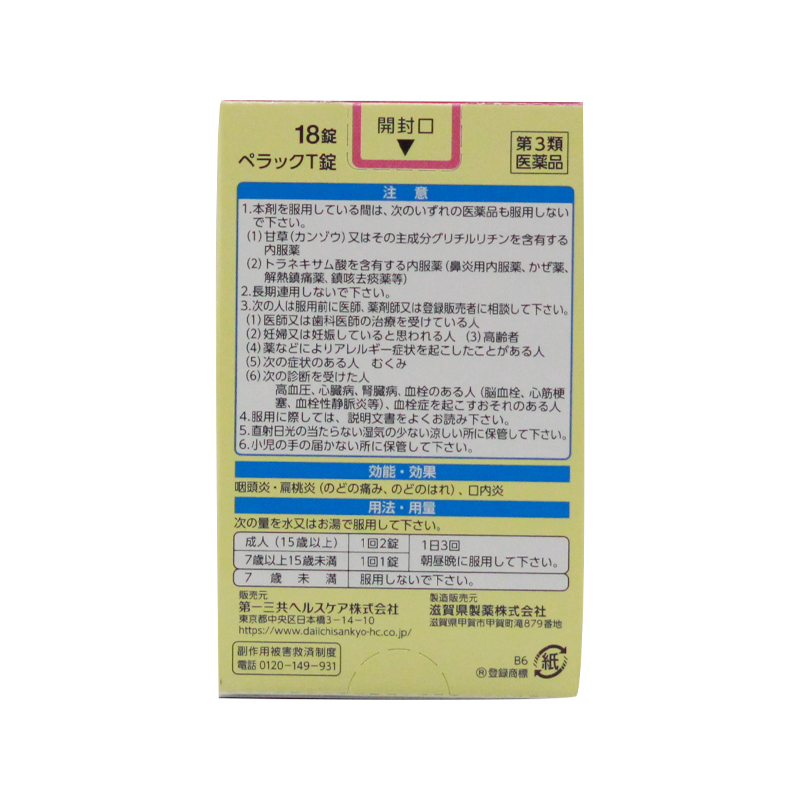 18錠
ペラックT錠
開封口
▼
第3類
医薬品
注 意
1.本剤を服用している間は、次のいずれの医薬品も服用しない
で下さい。
(1)甘草(カンゾウ)又はその主成分グリチルリチンを含有する
内服薬
(2)トラネキサム酸を含有する内服薬(鼻炎用内服薬、かぜ薬、
解熱鎮痛薬、鎮咳去痰薬等)
2.長期連用しないで下さい。
3.次の人は服用前に医師、薬剤師又は登録販売者に相談して下さい。
(1)医師又は歯科医師の治療を受けている人
(2)妊婦又は妊娠していると思われる人 (3)高齢者
(4)薬などによりアレルギー症状を起こしたことがある人
(5)次の症状のある人 むくみ
(6)次の診断を受けた人
高血圧、心臓病、腎臓病、血栓のある人(脳血栓、心筋梗
塞、血栓性静脈炎等)、血栓症を起こすおそれのある人
4.服用に際しては、説明文書をよくお読み下さい。
5.直射日光の当たらない湿気の少ない涼しい所に保管して下さい。
6.小児の手の届かない所に保管して下さい。
効能・効果
咽頭炎・扁桃炎(のどの痛み、のどのはれ)、口内炎
用法・用量
次の量を水又はお湯で服用して下さい。
成人(15歳以上) 1回2錠 1日3回
7歳以上15歳未満 1回1錠 朝昼晩に服用して下さい。
7歳未満 服用しないで下さい。
販売元
第一三共ヘルスケア株式会社
東京都中央区日本橋3-14-10
https://www.daiichisankyo-hc.co.jp/
製造販売元
滋賀県製薬株式会社
滋賀県甲賀市甲賀町滝879番地
副作用被害救済制度
電話 0120-149-931
B6
®登録商標
紙